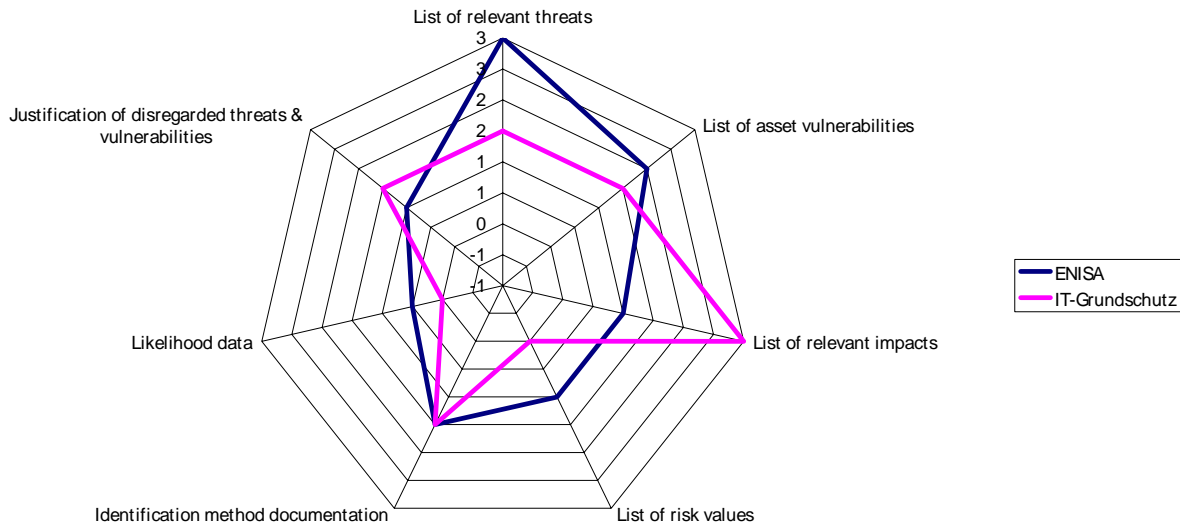 List of relevant threats
3
3
2
2
1
1
0
-1
-1
Justification of disregarded threats &
vulnerabilities
List of asset vulnerabilities
ENISA
IT-Grundschutz
Likelihood data
List of relevant impacts
Identification method documentation
List of risk values